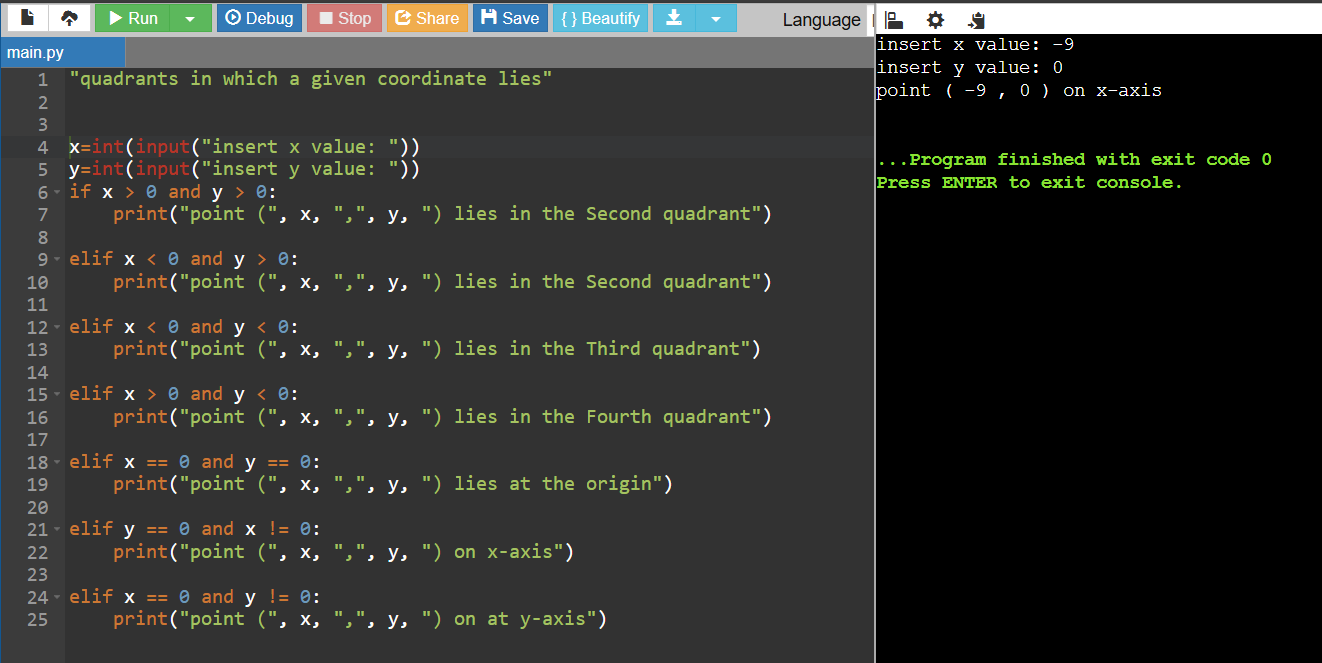 Run Debug Stop Share Save { } Beautify Language
main.py
1 "quadrants in which a given coordinate lies"
2
3
4 x=int(input("insert x value: "))
5 y=int(input("insert y value: "))
6 if x > 0 and y > 0:
7     print("point (", x, ",", y, ") lies in the Second quadrant")
8
9 elif x < 0 and y > 0:
10     print("point (", x, ",", y, ") lies in the Second quadrant")
11
12 elif x < 0 and y < 0:
13     print("point (", x, ",", y, ") lies in the Third quadrant")
14
15 elif x > 0 and y < 0:
16     print("point (", x, ",", y, ") lies in the Fourth quadrant")
17
18 elif x == 0 and y == 0:
19     print("point (", x, ",", y, ") lies at the origin")
20
21 elif y == 0 and x != 0:
22     print("point (", x, ",", y, ") on x-axis")
23
24 elif x == 0 and y != 0:
25     print("point (", x, ",", y, ") on at y-axis")
insert x value: -9
insert y value: 0
point ( -9 , 0 ) on x-axis
...Program finished with exit code 0
Press ENTER to exit console.